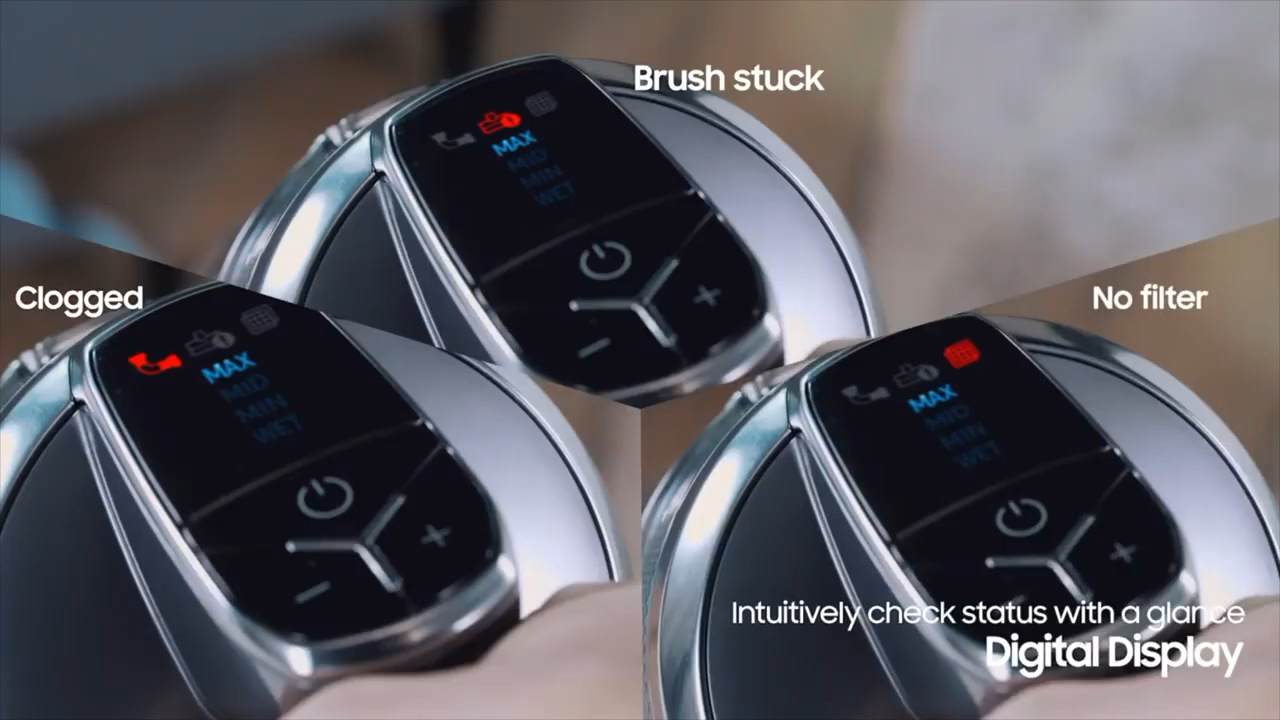 Brush stuck
MAX
MID
MIN
WET
Clogged
MAX
MID
MIN
WET
No filter
MAX
MID
MIN
WET
Intuitively check status with a glance
Digital Display